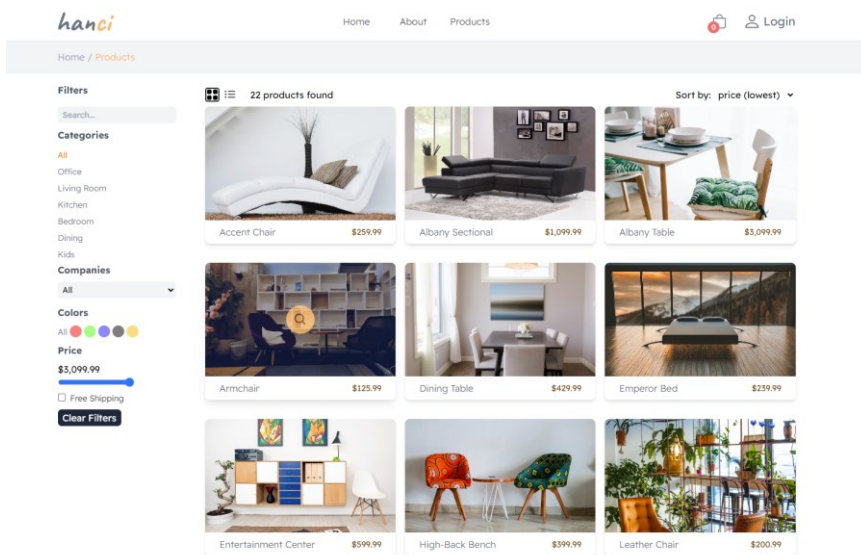 hanci
Home About Products
0
Login
Home / Products
Filters
Search...
Categories
All
Office
Living Room
Kitchen
Bedroom
Dining
Kids
Companies
All
Colors
All
Price
$3,099.99
Free Shipping
Clear Filters
22 products found
Sort by: price (lowest)
Accent Chair $259.99
Albany Sectional $1,099.99
Albany Table $3,099.99
Armchair $125.99
Dining Table $429.99
Emperor Bed $239.99
Entertainment Center $599.99
High-Back Bench $399.99
Leather Chair $200.99